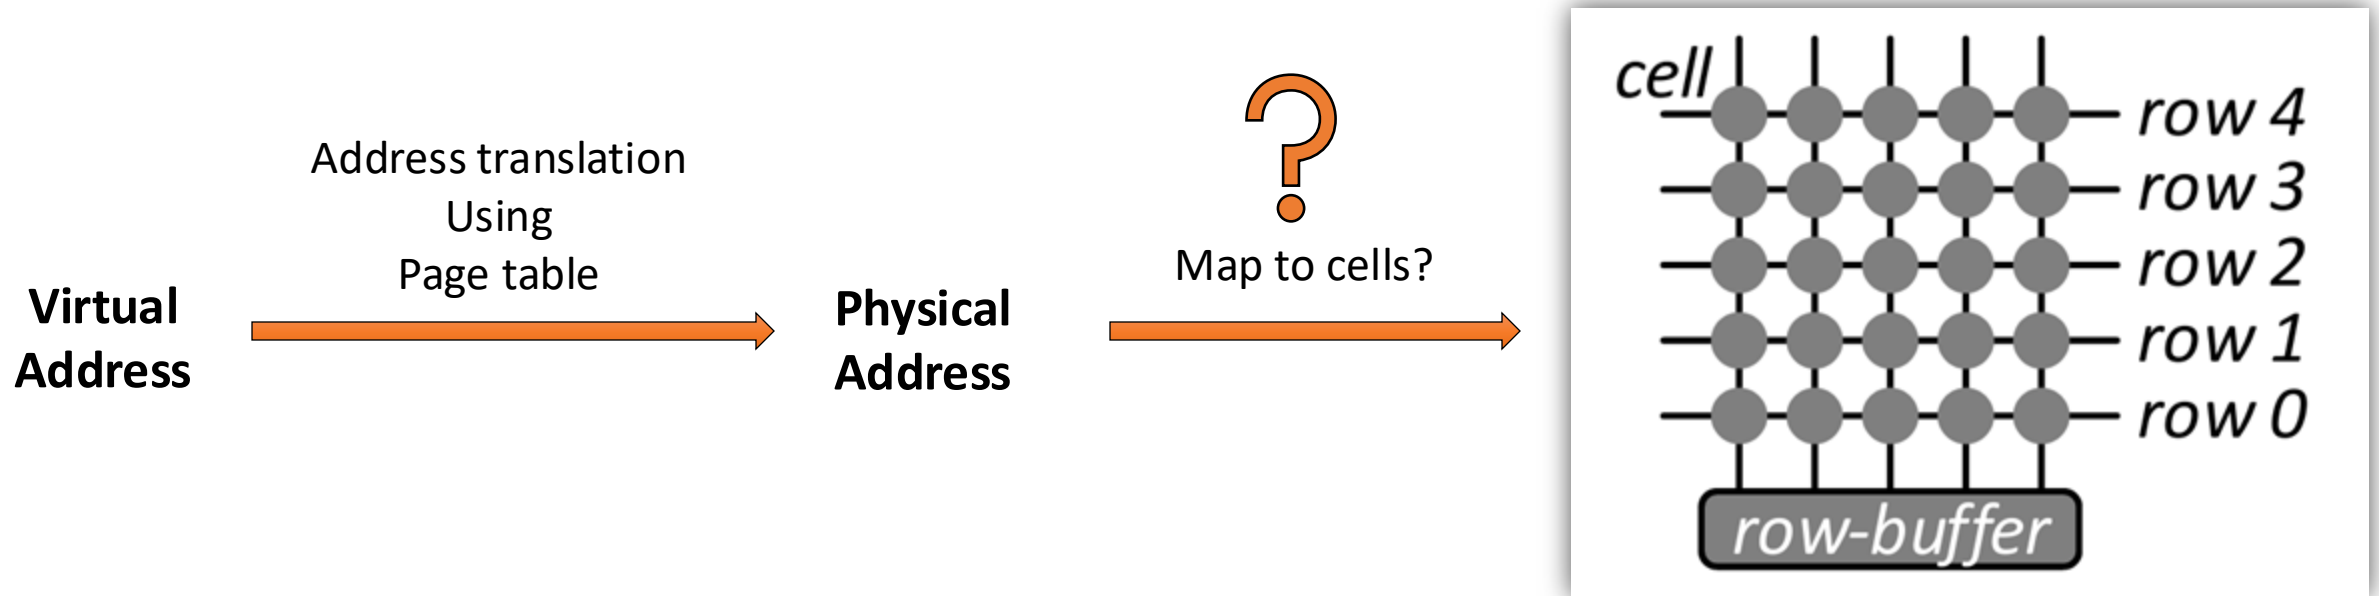 Virtual
Address
Address translation
Using
Page table
Physical
Address
Map to cells?
cell
row 4
row 3
row 2
row 1
row 0
row-buffer